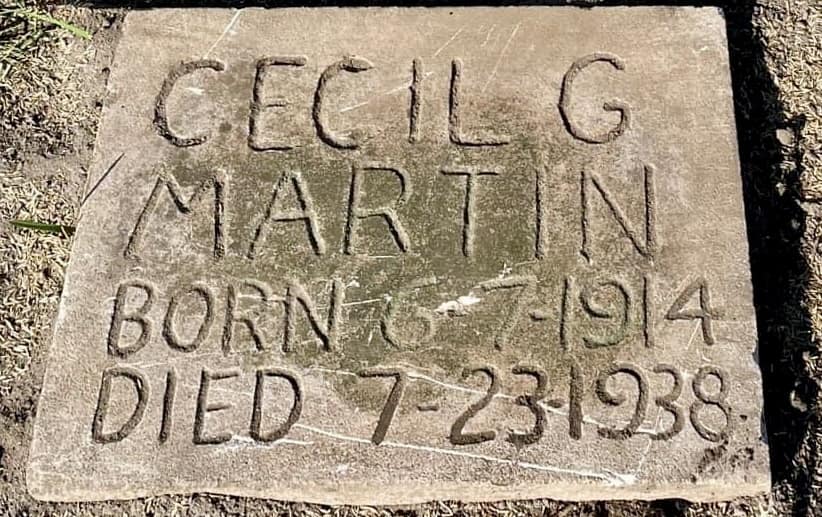 CECIL G
MARTIN
BORN 6-7-1914
DIED 7-23-1938